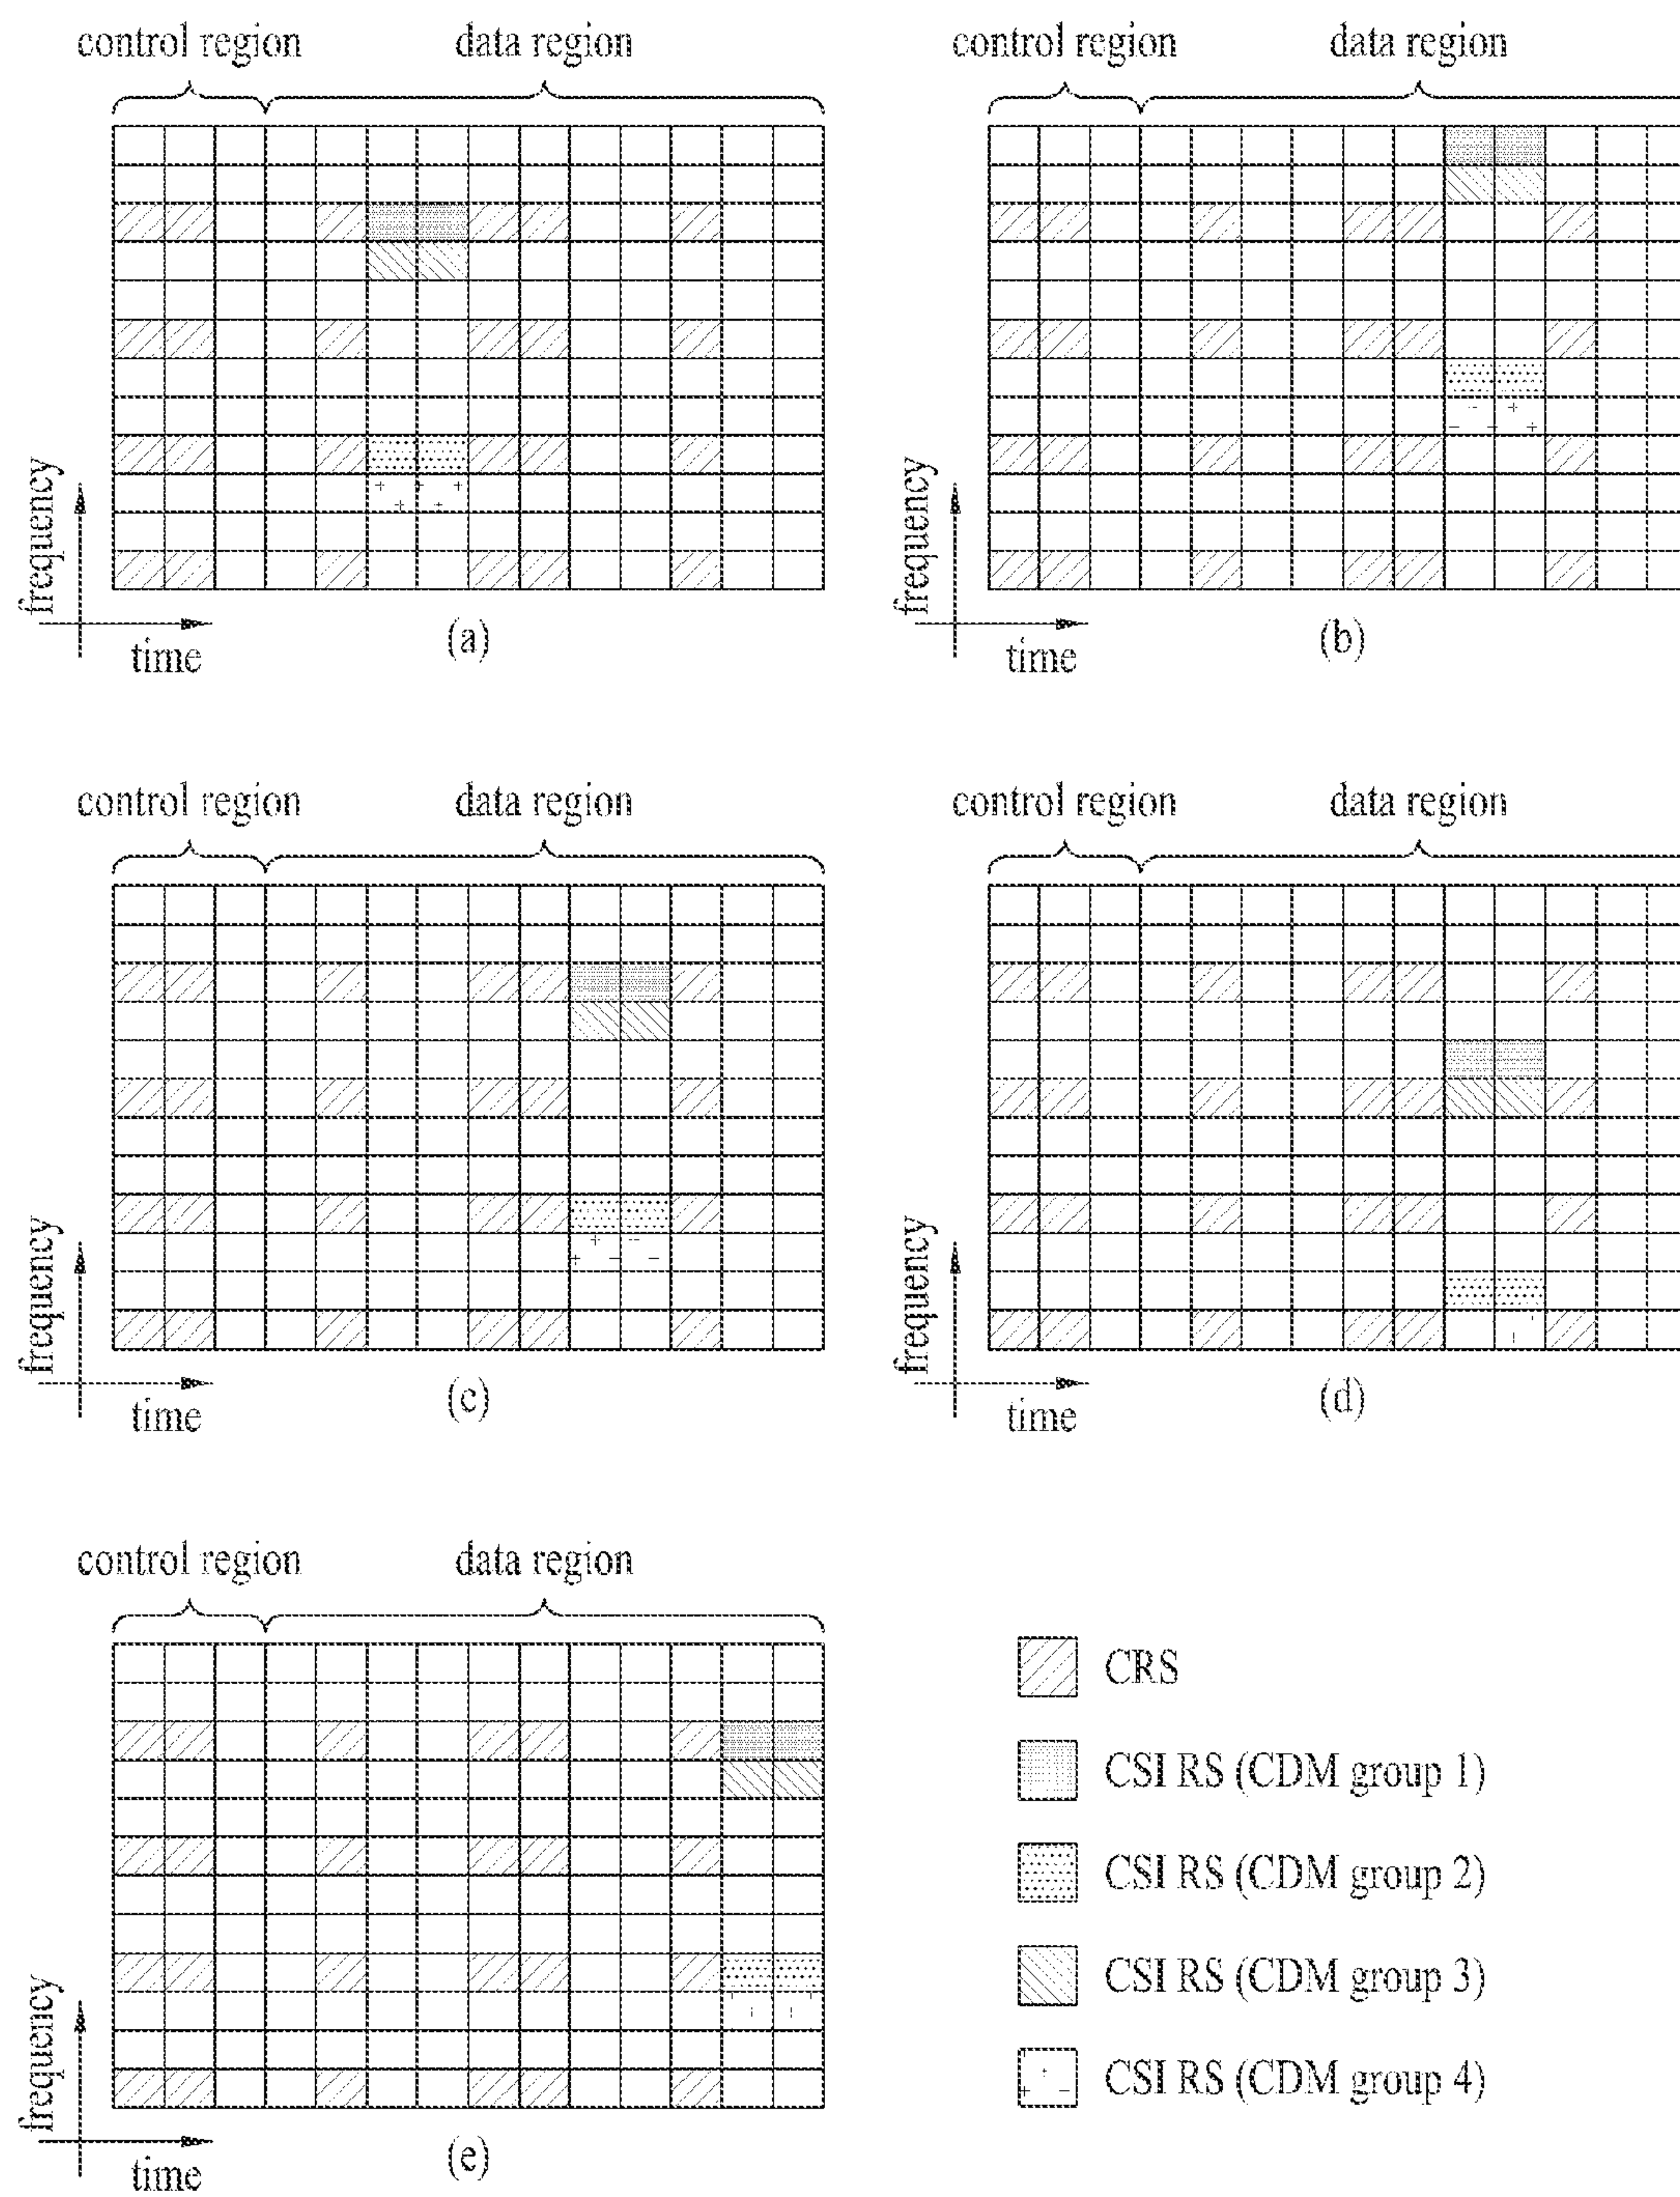 control region data region
control region data region
frequency
time
(a)
frequency
time
(b)
control region data region
control region data region
frequency
time
(c)
frequency
time
(d)
control region data region
frequency
time
(e)
CRS
CSI RS (CDM group 1)
CSI RS (CDM group 2)
CSI RS (CDM group 3)
CSI RS (CDM group 4)